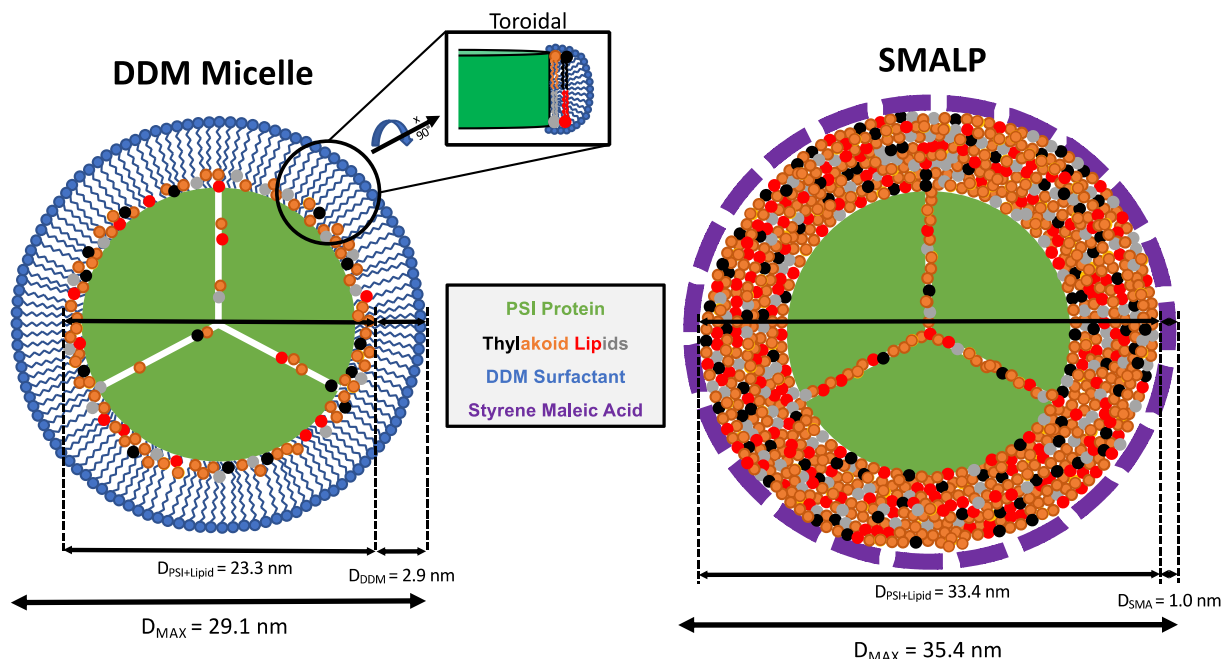 Toroidal
DDM Micelle
SMALP
x
90°
PSI Protein
Thylakoid Lipids
DDM Surfactant
Styrene Maleic Acid
DPSI+Lipid = 23.3 nm
DDDM = 2.9 nm
DMAX = 29.1 nm
DPSI+Lipid = 33.4 nm
DSMA = 1.0 nm
DMAX = 35.4 nm